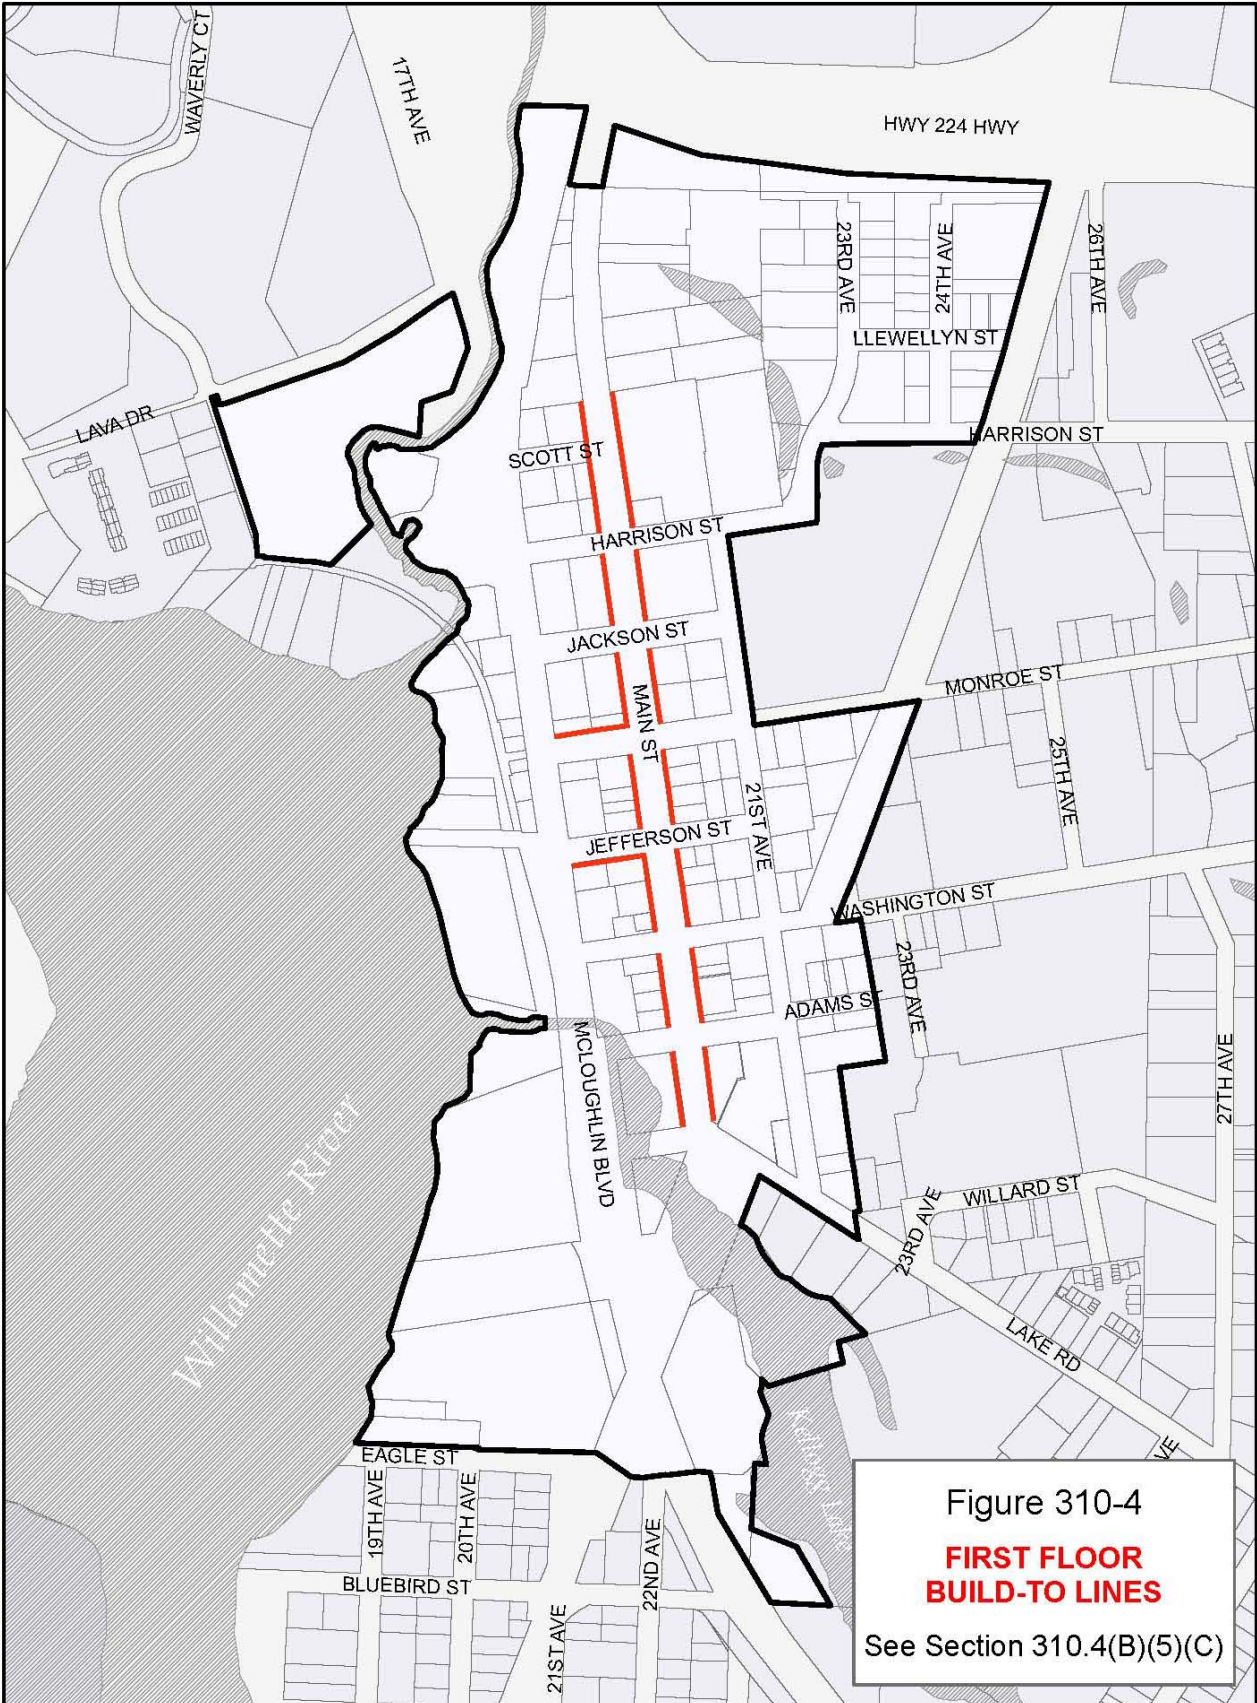 WAVERLY CT
17TH AVE
HWY 224 HWY
23RD AVE
24TH AVE
26TH AVE
LLEWELLYN ST
LAVA DR
SCOTT ST
HARRISON ST
HARRISON ST
JACKSON ST
MONROE ST
MAIN ST
25TH AVE
21ST AVE
JEFFERSON ST
WASHINGTON ST
23RD AVE
ADAMS ST
MCLOUGHLIN BLVD
27TH AVE
Willamette River
WILLARD ST
23RD AVE
LAKE RD
Kellogg Lake
EAGLE ST
19TH AVE
20TH AVE
22ND AVE
BLUEBIRD ST
21ST AVE
VE
Figure 310-4
FIRST FLOOR
BUILD-TO LINES
See Section 310.4(B)(5)(C)